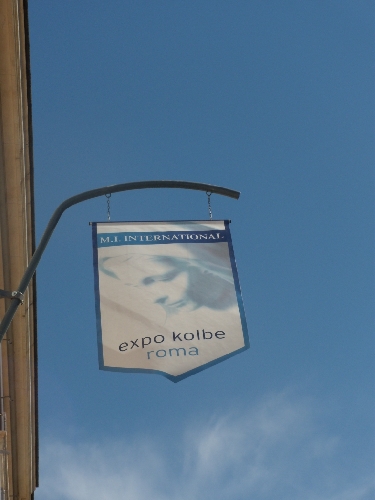 M.I. INTERNATIONAL
expo kolbe
roma